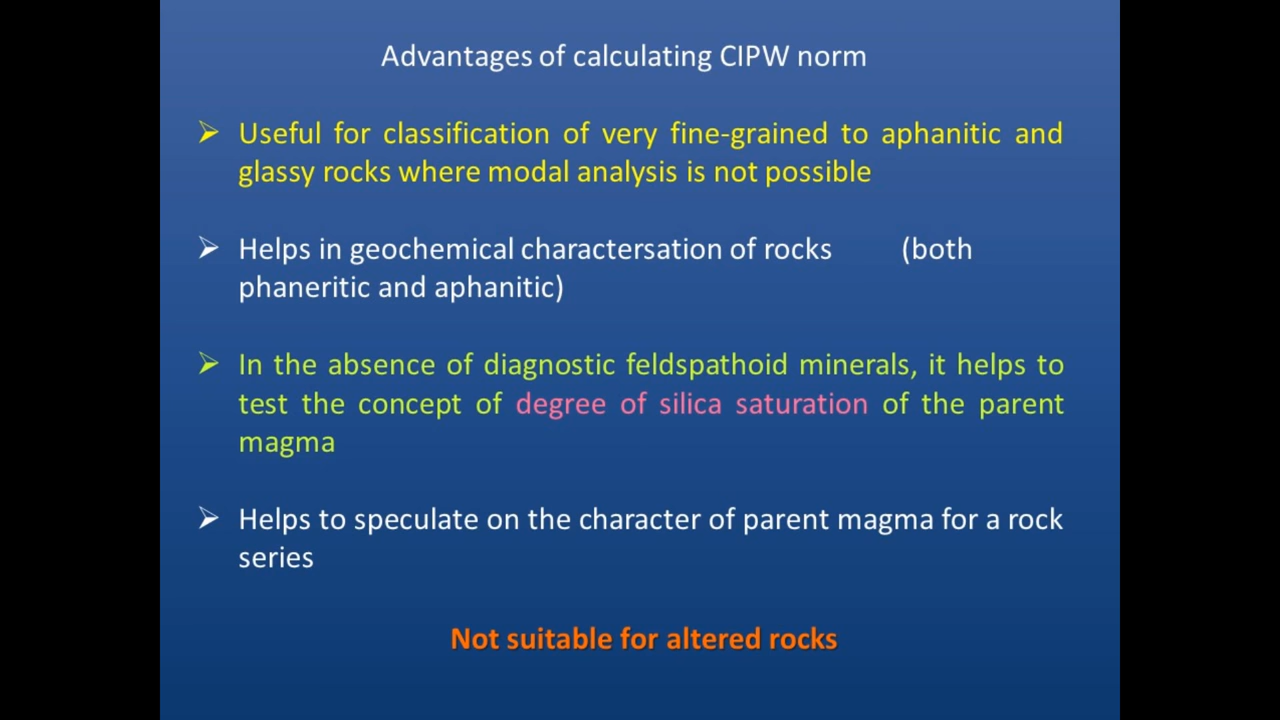 Advantages of calculating CIPW norm
➢ Useful for classification of very fine-grained to aphanitic and
glassy rocks where modal analysis is not possible
➢ Helps in geochemical charactersation of rocks (both
phaneritic and aphanitic)
➢ In the absence of diagnostic feldspathoid minerals, it helps to
test the concept of degree of silica saturation of the parent
magma
➢ Helps to speculate on the character of parent magma for a rock
series
Not suitable for altered rocks